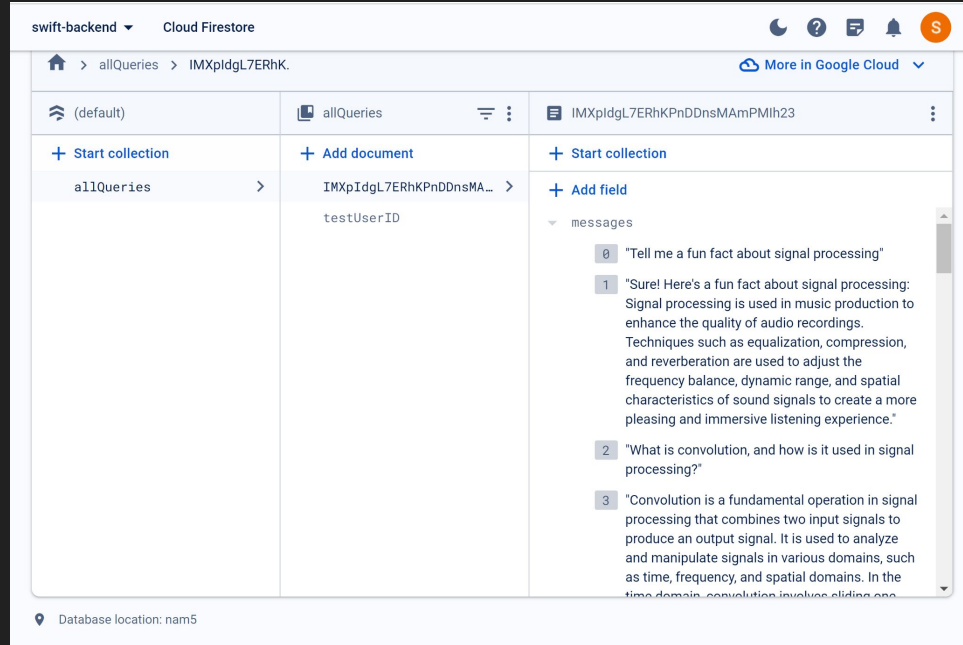 swift-backend
Cloud Firestore
S
allQueries
IMXpIdgL7ERhK.
More in Google Cloud
(default)
allQueries
IMXpIdgL7ERhKPnDDnsMAmPMIh23
Start collection
Add document
Start collection
allQueries
IMXpIdgL7ERhKPnDDnsMA…
testUserID
Add field
messages
0 "Tell me a fun fact about signal processing"
1 "Sure! Here's a fun fact about signal processing:
Signal processing is used in music production to
enhance the quality of audio recordings.
Techniques such as equalization, compression,
and reverberation are used to adjust the
frequency balance, dynamic range, and spatial
characteristics of sound signals to create a more
pleasing and immersive listening experience."
2 "What is convolution, and how is it used in signal
processing?"
3 "Convolution is a fundamental operation in signal
processing that combines two input signals to
produce an output signal. It is used to analyze
and manipulate signals in various domains, such
as time, frequency, and spatial domains. In the
time domain, convolution involves sliding one
Database location: nam5